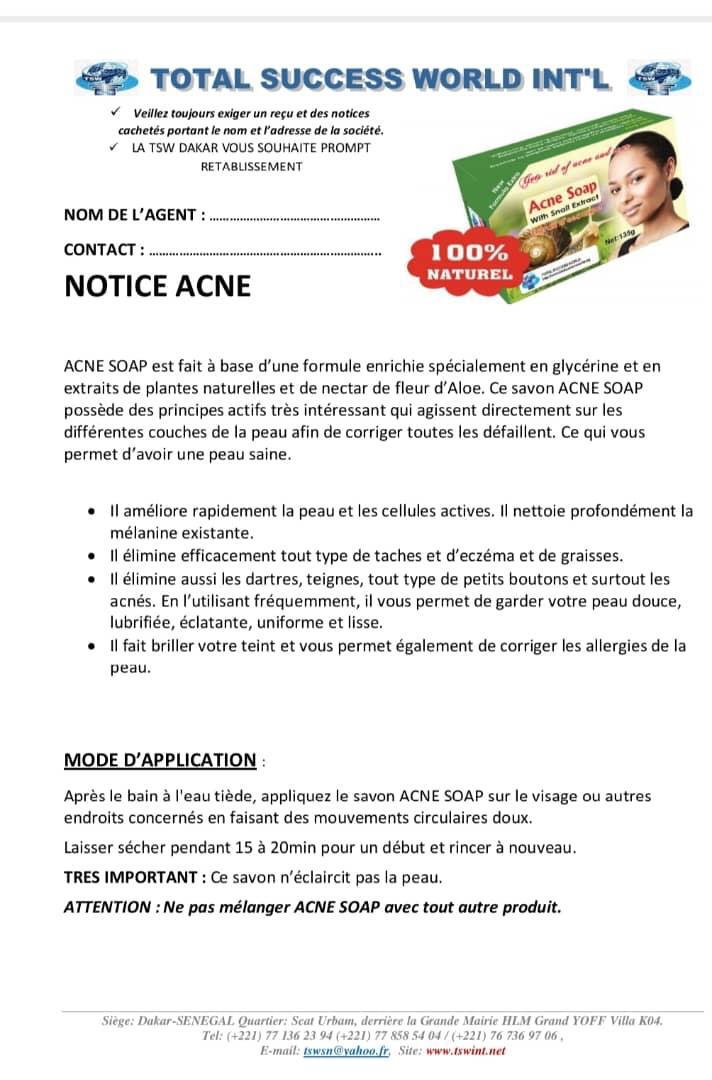 TOTAL SUCCESS WORLD INT'L
✓ Veillez toujours exiger un reçu et des notices
cachetés portant le nom et l’adresse de la société.
✓ LA TSW DAKAR VOUS SOUHAITE PROMPT
RETABLISSEMENT
NOM DE L’AGENT : ....................................................
CONTACT : .....................................................................
New
Formula Extra
Gets rid of acne and
Acne Soap
With Snail Extract
Net:135g
100%
NATUREL
NOTICE ACNE
ACNE SOAP est fait à base d’une formule enrichie spécialement en glycérine et en
extraits de plantes naturelles et de nectar de fleur d’Aloe. Ce savon ACNE SOAP
possède des principes actifs très intéressant qui agissent directement sur les
différentes couches de la peau afin de corriger toutes les défaillent. Ce qui vous
permet d’avoir une peau saine.
• Il améliore rapidement la peau et les cellules actives. Il nettoie profondément la
mélanine existante.
• Il élimine efficacement tout type de taches et d’eczéma et de graisses.
• Il élimine aussi les dartres, teignes, tout type de petits boutons et surtout les
acnés. En l’utilisant fréquemment, il vous permet de garder votre peau douce,
lubrifiée, éclatante, uniforme et lisse.
• Il fait briller votre teint et vous permet également de corriger les allergies de la
peau.
MODE D’APPLICATION :
Après le bain à l'eau tiède, appliquez le savon ACNE SOAP sur le visage ou autres
endroits concernés en faisant des mouvements circulaires doux.
Laisser sécher pendant 15 à 20min pour un début et rincer à nouveau.
TRES IMPORTANT : Ce savon n’éclaircit pas la peau.
ATTENTION : Ne pas mélanger ACNE SOAP avec tout autre produit.
Siège: Dakar-SENEGAL Quartier: Scat Urbam, derrière la Grande Mairie HLM Grand YOFF Villa K04.
Tel: (+221) 77 136 23 94 (+221) 77 858 54 04 / (+221) 76 736 97 06 ,
E-mail: tswsn@yahoo.fr, Site: www.tswint.net